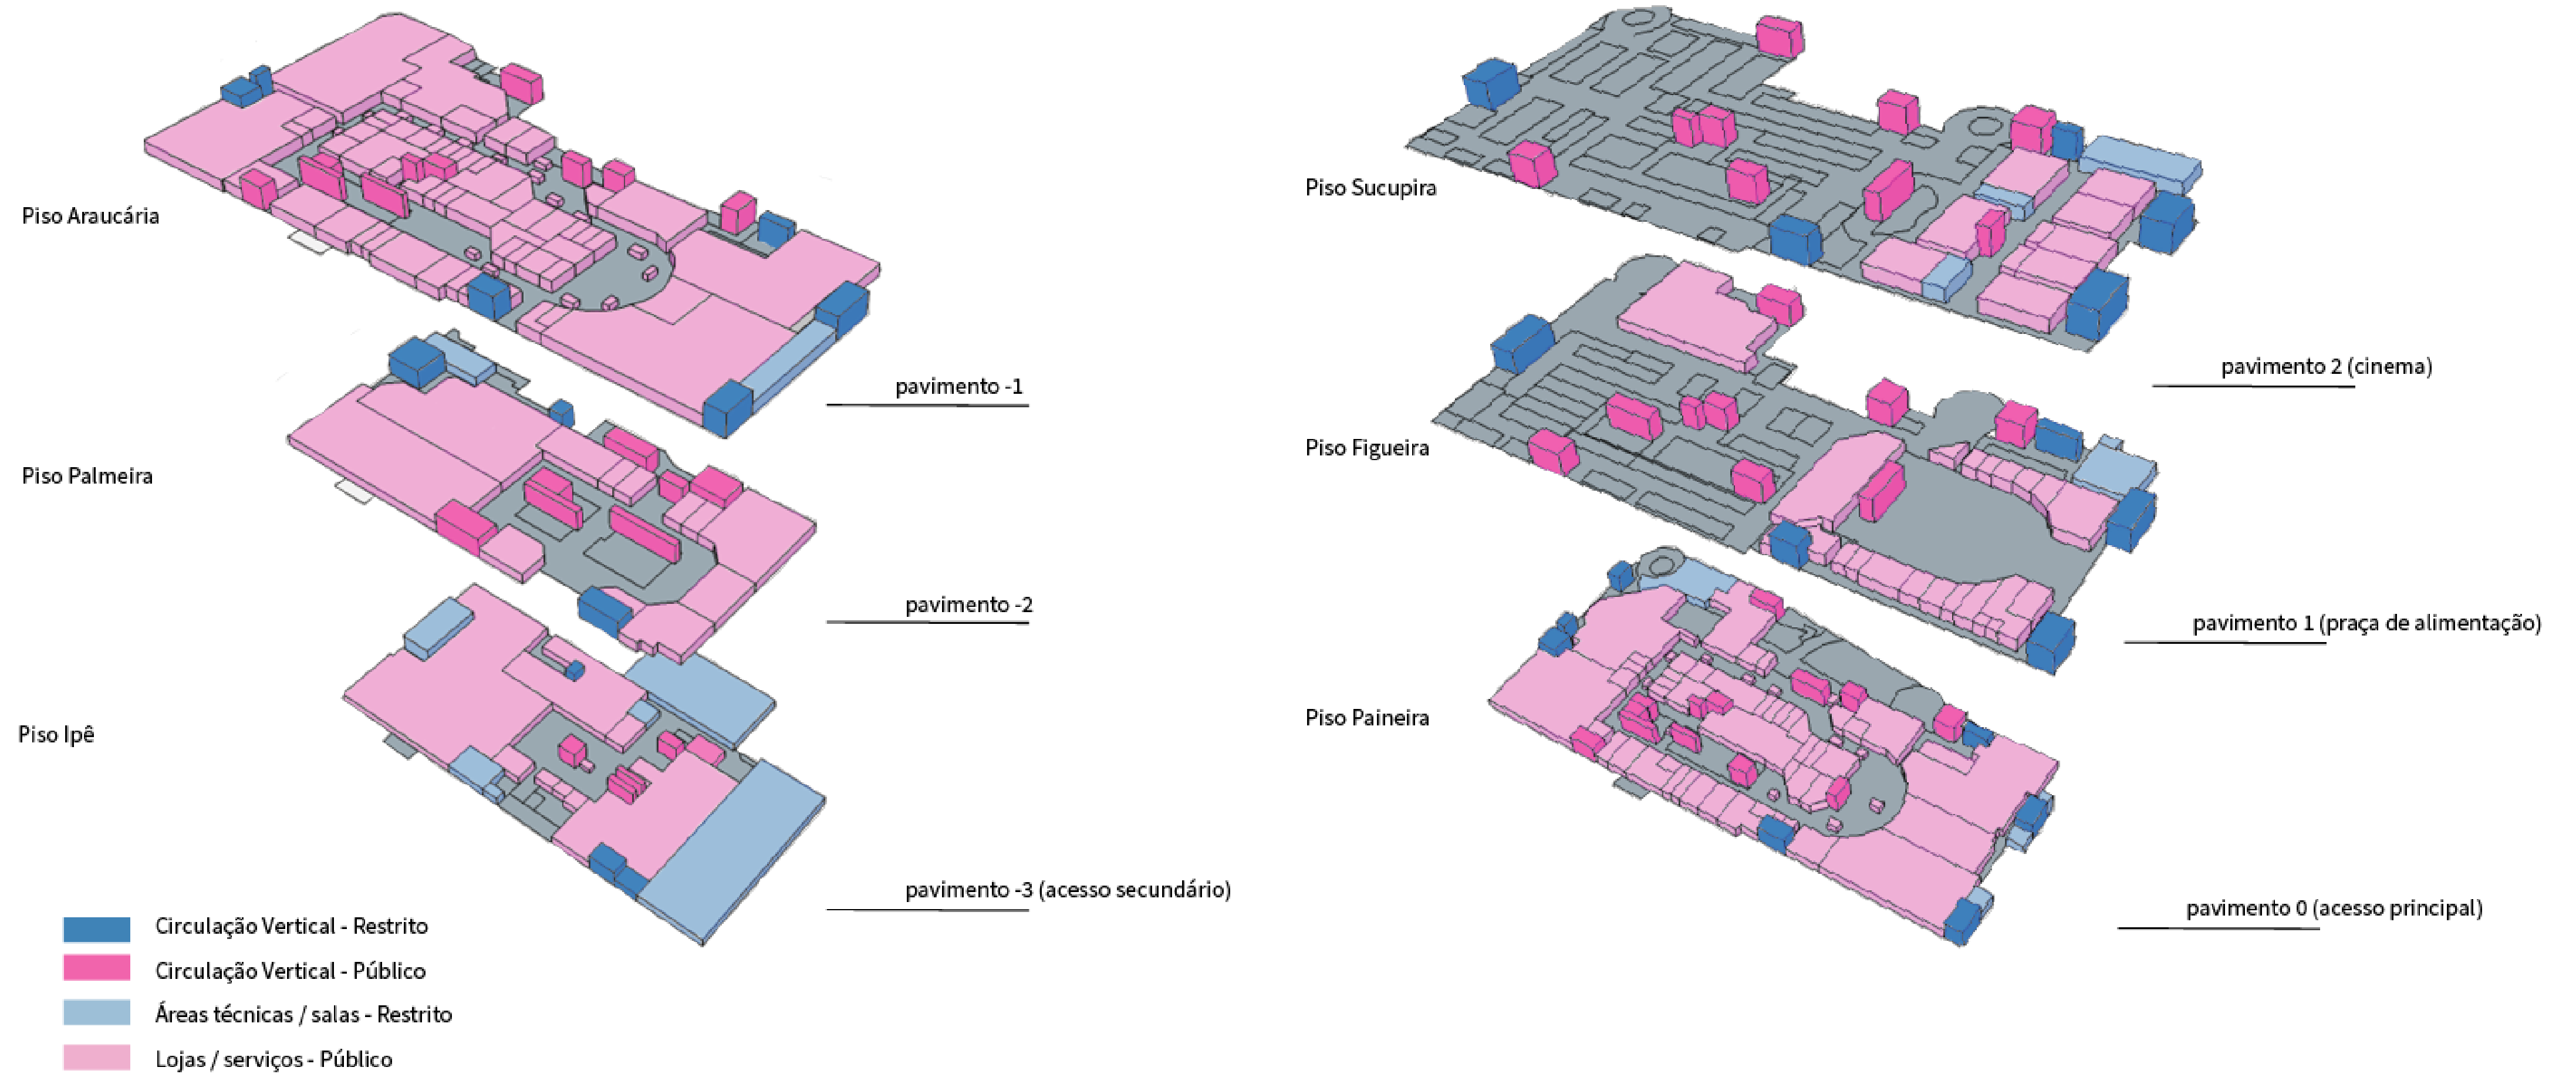 Piso Araucária
pavimento -1
Piso Palmeira
pavimento -2
Piso Ipê
pavimento -3 (acesso secundário)
Circulação Vertical - Restrito
Circulação Vertical - Público
Áreas técnicas / salas - Restrito
Lojas / serviços - Público
Piso Sucupira
pavimento 2 (cinema)
Piso Figueira
pavimento 1 (praça de alimentação)
Piso Paineira
pavimento 0 (acesso principal)